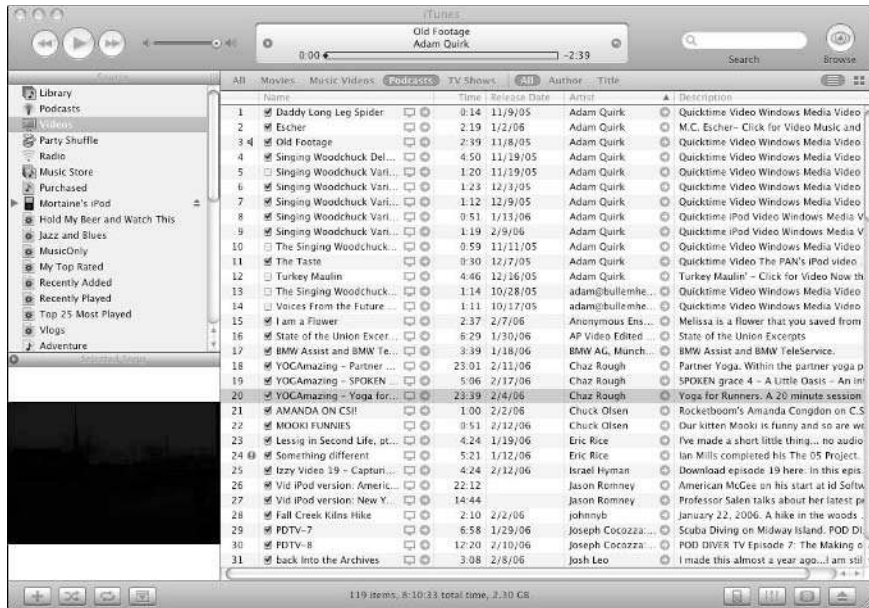 iTunes
Old Footage
Adam Quirk
0:00 -2:39
Search Browse
Source
Library
Podcasts
Videos
Party Shuffle
Radio
Music Store
Purchased
Mortaine's iPod
Hold My Beer and Watch This
Jazz and Blues
MusicOnly
My Top Rated
Recently Added
Recently Played
Top 25 Most Played
Vlogs
Adventure
All Movies Music Videos Podcasts TV Shows All Author Title
Name Time Release Date Artist Description
1 Daddy Long Leg Spider 0:14 11/9/05 Adam Quirk Quicktime Video Windows Media Video
2 Escher 2:19 1/2/06 Adam Quirk M.C. Escher– Click for Video Music and
3 Old Footage 2:39 11/8/05 Adam Quirk Quicktime Video Windows Media Video
4 Singing Woodchuck Del... 4:50 11/19/05 Adam Quirk Quicktime Video Windows Media Video
5 Singing Woodchuck Vari... 1:20 11/19/05 Adam Quirk Quicktime Video Windows Media Video
6 Singing Woodchuck Vari... 1:23 12/3/05 Adam Quirk Quicktime Video Windows Media Video
7 Singing Woodchuck Vari... 1:12 12/9/05 Adam Quirk Quicktime Video Windows Media Video
8 Singing Woodchuck Vari... 0:51 1/13/06 Adam Quirk Quicktime iPod Video Windows Media V
9 Singing Woodchuck Vari... 1:19 2/9/06 Adam Quirk Quicktime iPod Video Windows Media V
10 The Singing Woodchuck... 0:59 11/11/05 Adam Quirk Quicktime Video Windows Media Video
11 The Taste 0:30 12/7/05 Adam Quirk Quicktime Video The PAN's iPod video
12 Turkey Maulin 4:46 12/16/05 Adam Quirk Turkey Maulin' – Click for Video Now th
13 The Singing Woodchuck... 1:14 10/28/05 adam@bullemhe... Quicktime Video Windows Media Video
14 Voices From the Future ... 1:11 10/17/05 adam@bullemhe... Quicktime Video Windows Media Video
15 I am a Flower 2:37 2/7/06 Anonymous Ens... Melissa is a flower that you saved from
16 State of the Union Excer... 6:29 1/30/06 AP Video Edited ... State of the Union Excerpts
17 BMW Assist and BMW Te... 3:39 1/18/06 BMW AG, Munch... BMW Assist and BMW TeleService.
18 YOGAmazing – Partner ... 23:01 2/11/06 Chaz Rough Partner Yoga. Within the partner yoga p
19 YOGAmazing – SPOKEN ... 5:06 2/17/06 Chaz Rough SPOKEN grace 4 – A Little Oasis – An in
20 YOGAmazing – Yoga for... 23:39 2/4/06 Chaz Rough Yoga for Runners. A 20 minute session
21 AMANDA ON CSI! 1:00 2/2/06 Chuck Olsen Rocketboom's Amanda Congdon on C.S
22 MOOKI FUNNIES 0:51 2/12/06 Chuck Olsen Our kitten Mooki is funny and so are we
23 Lessig in Second Life, pt... 4:24 1/19/06 Eric Rice I've made a short little thing... no audio
24 Something different 5:21 1/12/06 Eric Rice Ian Mills completed his The 05 Project.
25 Izzy Video 19 – Capturi... 4:24 2/12/06 Israel Hyman Download episode 19 here. In this epis
26 Vid iPod version: Americ... 22:12 Jason Romney American McGee on his start at id Softw
27 Vid iPod version: New Y... 14:44 Jason Romney Professor Salen talks about her latest p
28 Fall Creek Kilns Hike 2:10 2/2/06 johnnyb January 22, 2006. A hike in the woods
29 PDTV–7 6:58 1/29/06 Joseph Cocozza:... Scuba Diving on Midway Island. POD DI
30 PDTV–8 12:20 2/10/06 Joseph Cocozza:... POD DIVER TV Episode 7: The Making o
31 back Into the Archives 3:08 2/8/06 Josh Leo I made this almost a year ago...I am stil
119 items, 8:10:33 total time, 2.30 GB